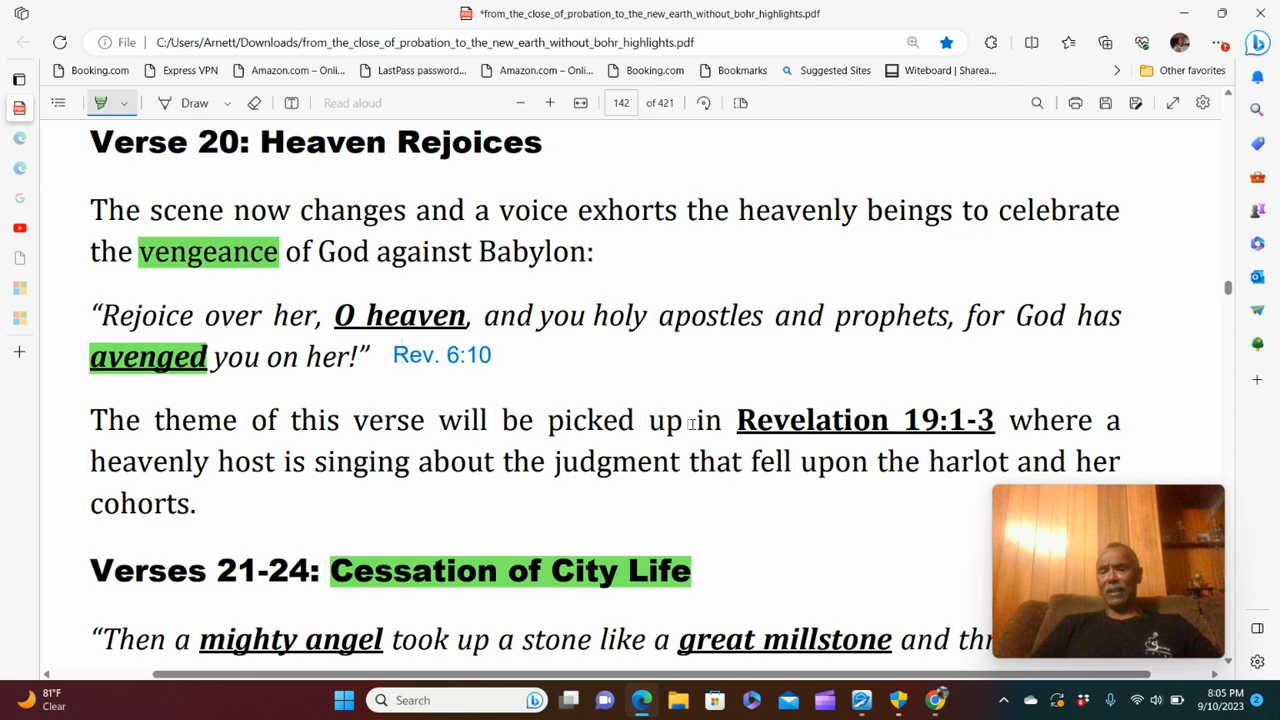 *from_the_close_of_probation_to_the_new_earth_without_bohr_highlights.pdf
File C:/Users/Arnett/Downloads/from_the_close_of_probation_to_the_new_earth_without_bohr_highlights.pdf
Booking.com Express VPN Amazon.com – Onli... LastPass password... Amazon.com – Onli... Booking.com Bookmarks Suggested Sites Witeboard | Sharea... Other favorites
Draw Read aloud 142 of 421
Verse 20: Heaven Rejoices
The scene now changes and a voice exhorts the heavenly beings to celebrate
the vengeance of God against Babylon:
“Rejoice over her, O heaven, and you holy apostles and prophets, for God has
avenged you on her!” Rev. 6:10
The theme of this verse will be picked up in Revelation 19:1-3 where a
heavenly host is singing about the judgment that fell upon the harlot and her
cohorts.
Verses 21-24: Cessation of City Life
“Then a mighty angel took up a stone like a great millstone and
81°F
Clear
Search
8:05 PM
9/10/2023
2